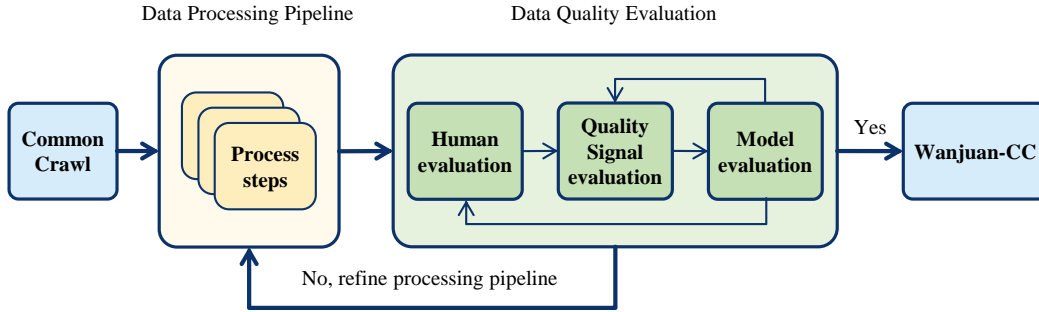 Data Processing Pipeline
Data Quality Evaluation
Common
Crawl
Process
steps
Human
evaluation
Quality
Signal
evaluation
Model
evaluation
Yes
Wanjuan-CC
No, refine processing pipeline